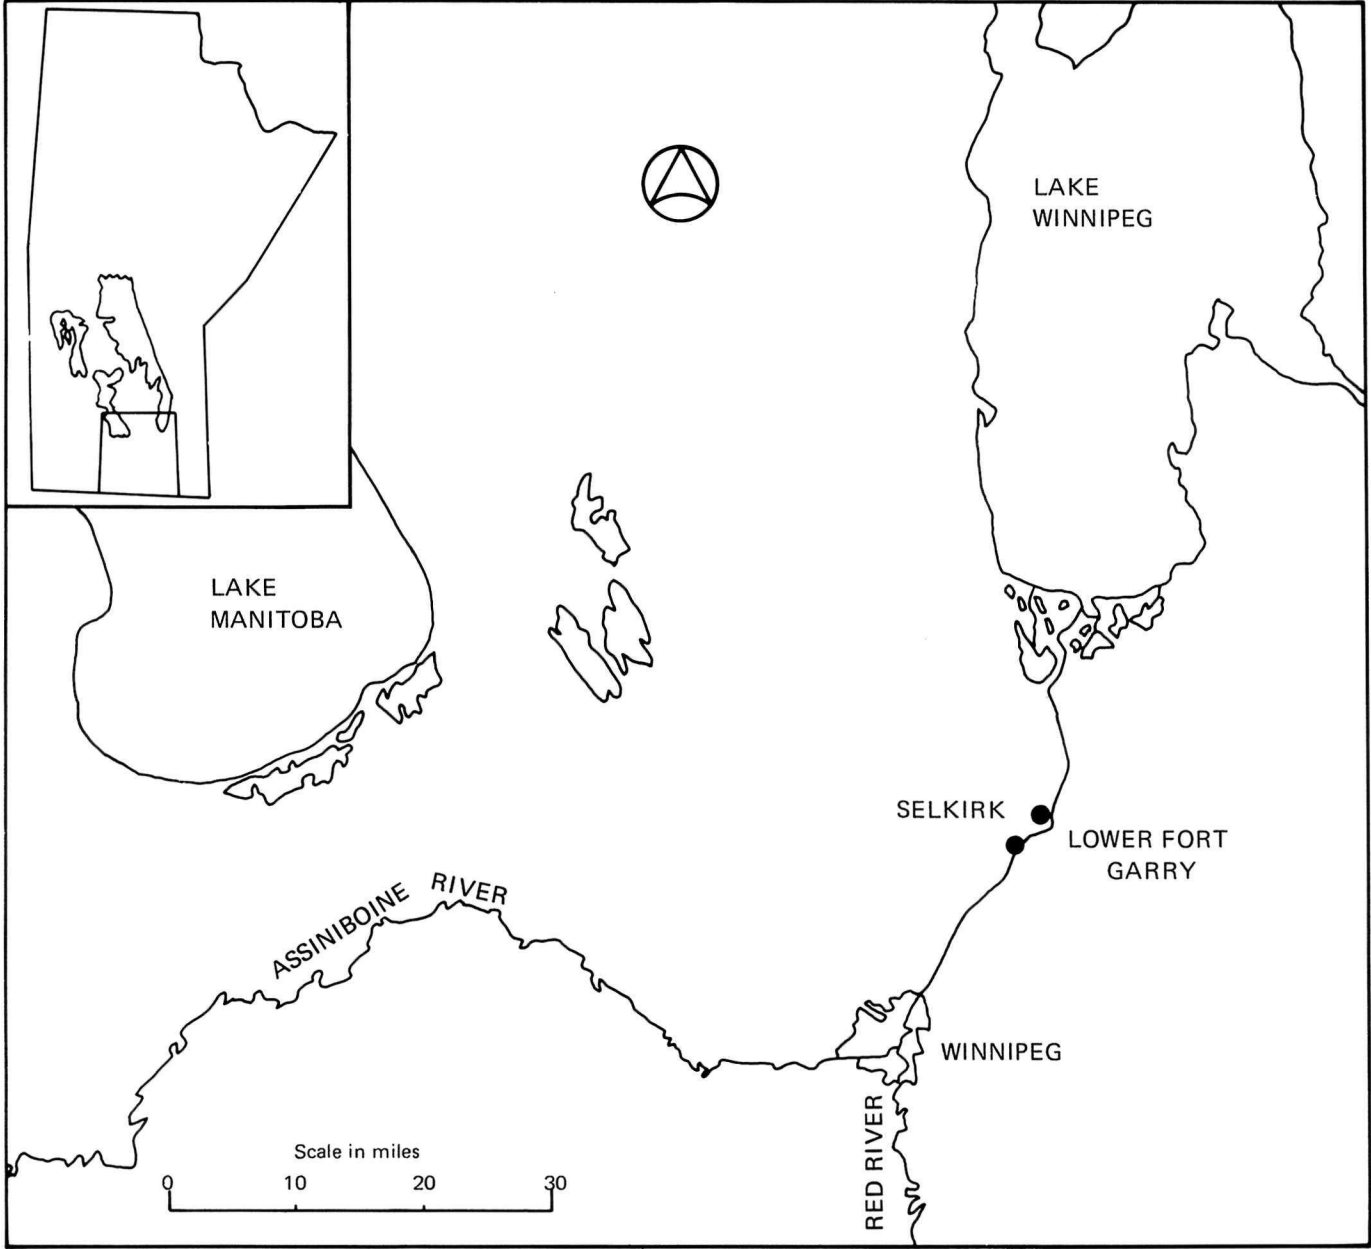 LAKE
WINNIPEG
LAKE
MANITOBA
SELKIRK
LOWER FORT
GARRY
ASSINIBOINE RIVER
WINNIPEG
RED RIVER
Scale in miles
0 10 20 30